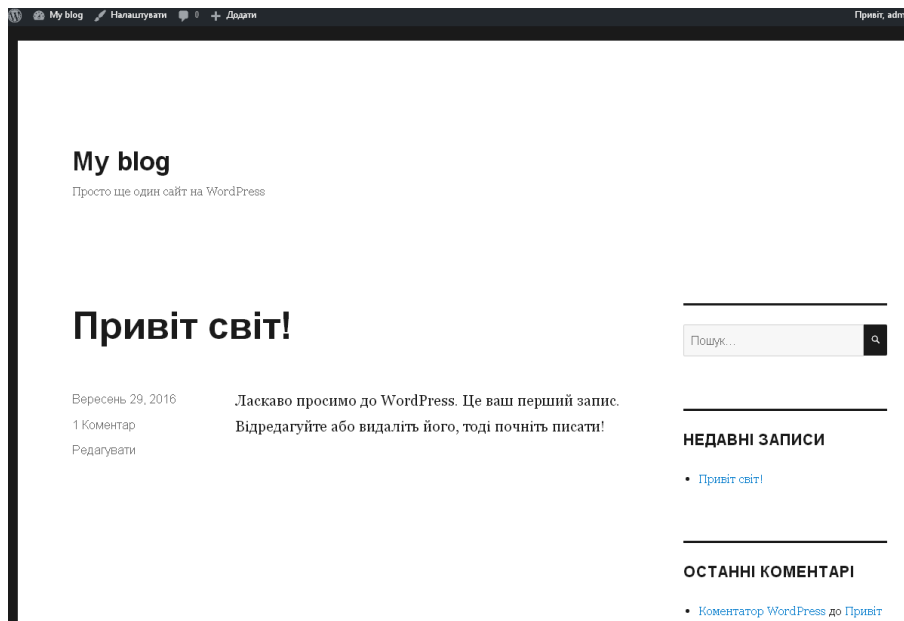 My blog Налаштувати 0 Додати Привіт, adm
My blog
Просто ще один сайт на WordPress
Привіт світ!
Вересень 29, 2016
1 Коментар
Редагувати
Ласкаво просимо до WordPress. Це ваш перший запис.
Відредагуйте або видаліть його, тоді почніть писати!
Пошук…
НЕДАВНІ ЗАПИСИ
Привіт світ!
ОСТАННІ КОМЕНТАРІ
Коментатор WordPress до Привіт